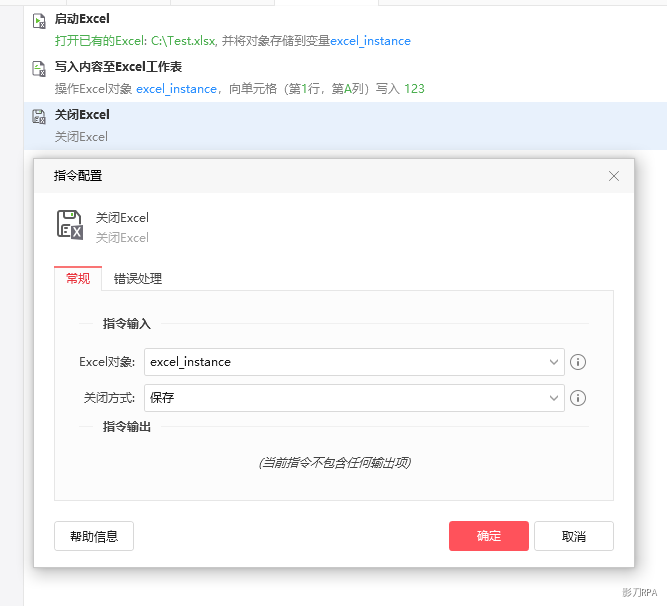 启动Excel
打开已有的Excel: C:\Test.xlsx, 并将对象存储到变量excel_instance
写入内容至Excel工作表
操作Excel对象 excel_instance，向单元格（第1行，第A列）写入 123
关闭Excel
关闭Excel
指令配置
关闭Excel
关闭Excel
常规 错误处理
指令输入
Excel对象: excel_instance
关闭方式: 保存
指令输出
(当前指令不包含任何输出项)
帮助信息 确定 取消
影刀RPA